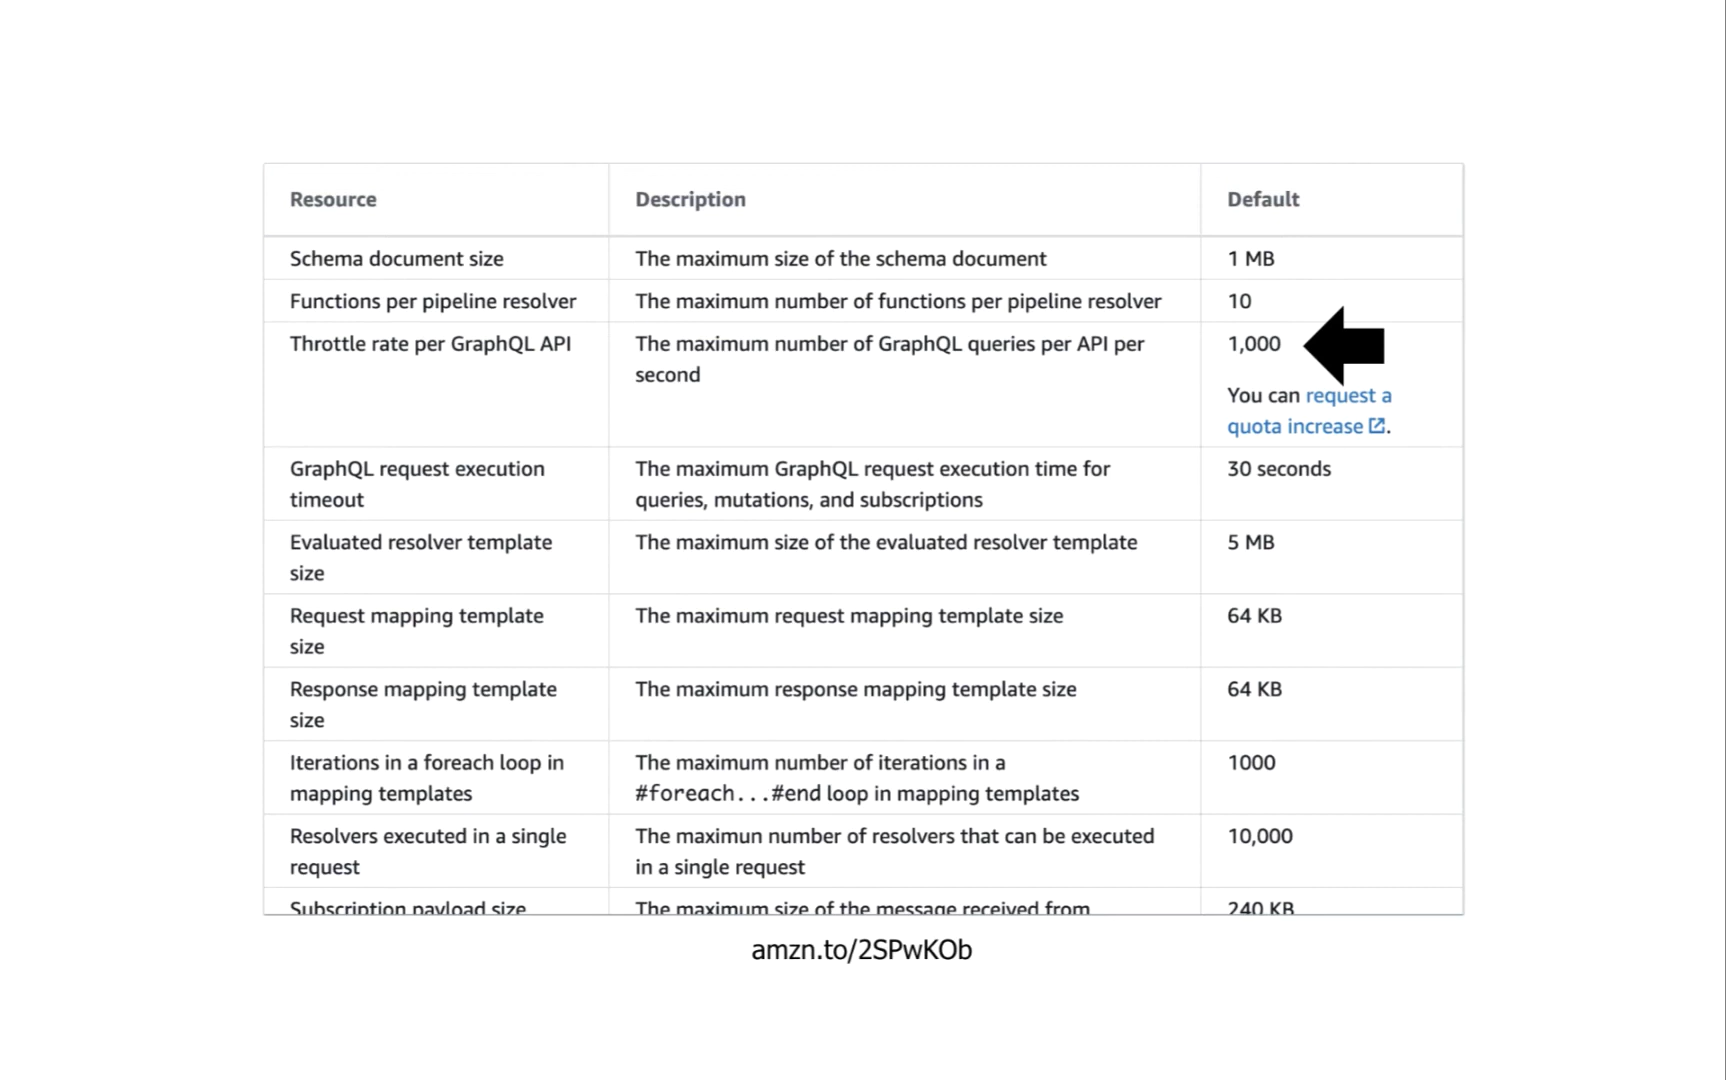 Resource Description Default
Schema document size The maximum size of the schema document 1 MB
Functions per pipeline resolver The maximum number of functions per pipeline resolver 10
Throttle rate per GraphQL API The maximum number of GraphQL queries per API per 1,000
second
You can request a
quota increase.
GraphQL request execution The maximum GraphQL request execution time for 30 seconds
timeout queries, mutations, and subscriptions
Evaluated resolver template The maximum size of the evaluated resolver template 5 MB
size
Request mapping template The maximum request mapping template size 64 KB
size
Response mapping template The maximum response mapping template size 64 KB
size
Iterations in a foreach loop in The maximum number of iterations in a 1000
mapping templates #foreach...#end loop in mapping templates
Resolvers executed in a single The maximun number of resolvers that can be executed 10,000
request in a single request
Subscription payload size The maximum size of the message received from 240 KB
amzn.to/2SPwKOb